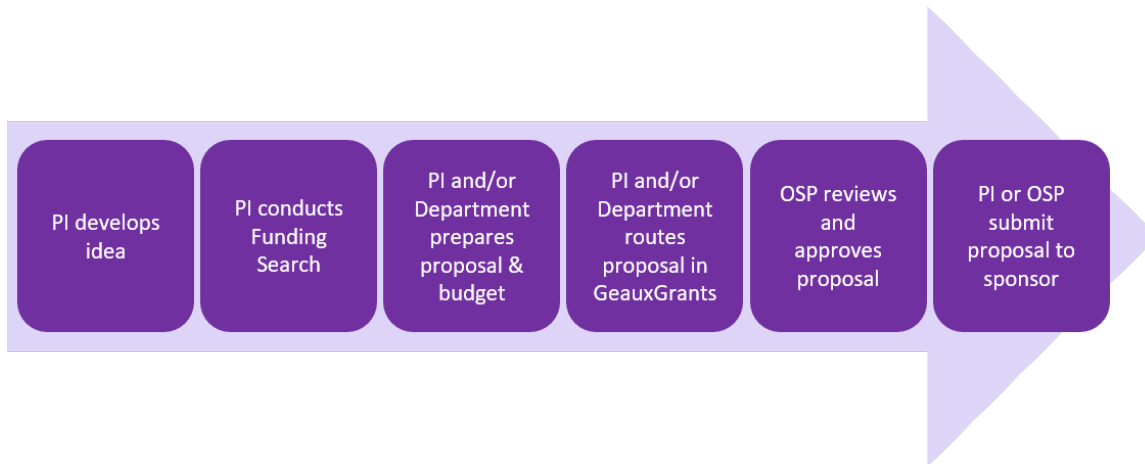 PI develops
idea
PI conducts
Funding
Search
PI and/or
Department
prepares
proposal &
budget
PI and/or
Department
routes
proposal in
GeauxGrants
OSP reviews
and
approves
proposal
PI or OSP
submit
proposal to
sponsor